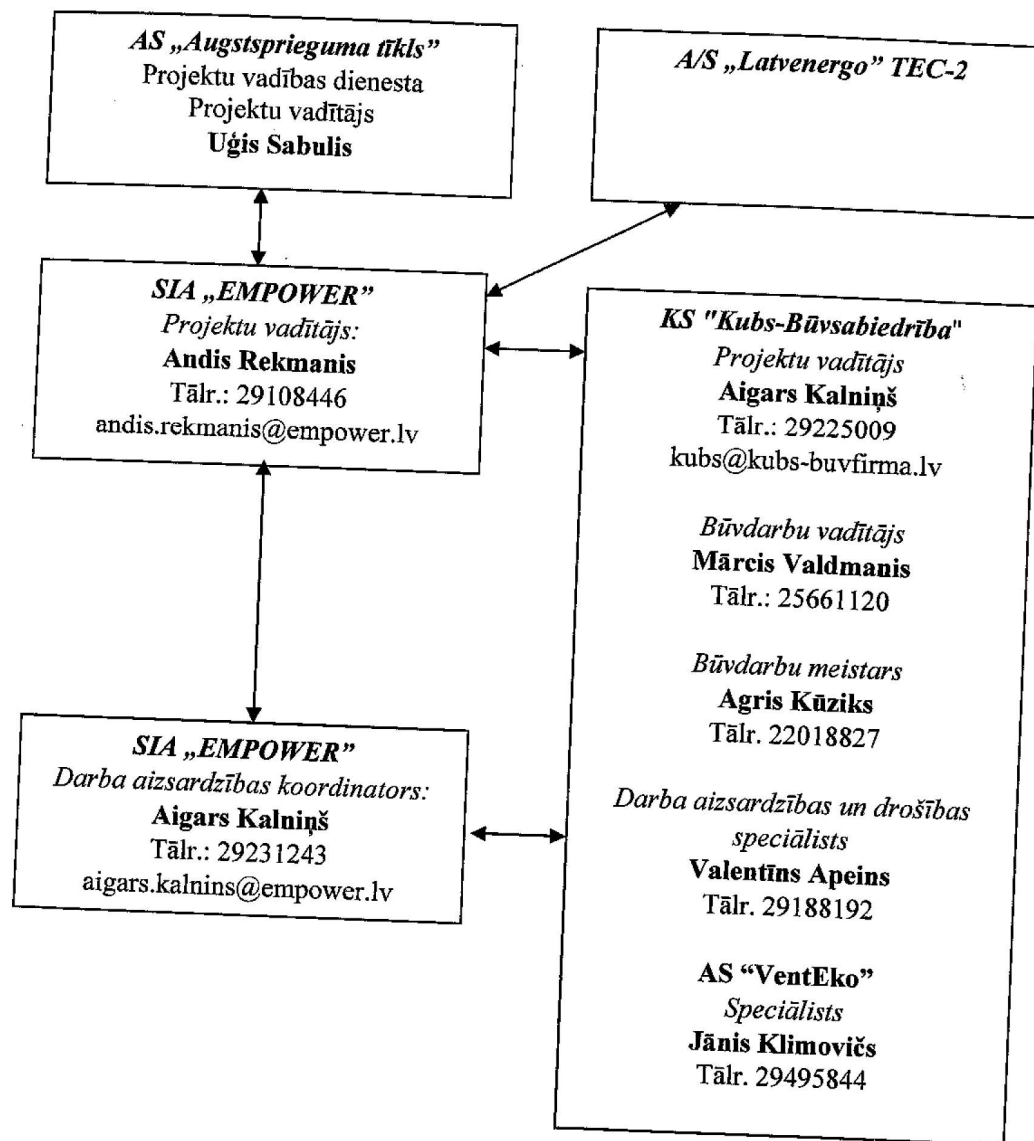 AS „Augstsprieguma tīkls”
Projektu vadības dienesta
Projektu vadītājs
Uģis Sabulis
A/S „Latvenergo” TEC-2
SIA „EMPOWER”
Projektu vadītājs:
Andis Rekmanis
Tālr.: 29108446
andis.rekmanis@empower.lv
KS "Kubs-Būvsabiedrība"
Projektu vadītājs
Aigars Kalniņš
Tālr.: 29225009
kubs@kubs-buvfirma.lv
Būvdarbu vadītājs
Mārcis Valdmanis
Tālr.: 25661120
Būvdarbu meistars
Agris Kūziks
Tālr. 22018827
Darba aizsardzības un drošības
speciālists
Valentīns Apeins
Tālr. 29188192
AS “VentEko”
Speciālists
Jānis Klimovičs
Tālr. 29495844
SIA „EMPOWER”
Darba aizsardzības koordinators:
Aigars Kalniņš
Tālr.: 29231243
aigars.kalnins@empower.lv